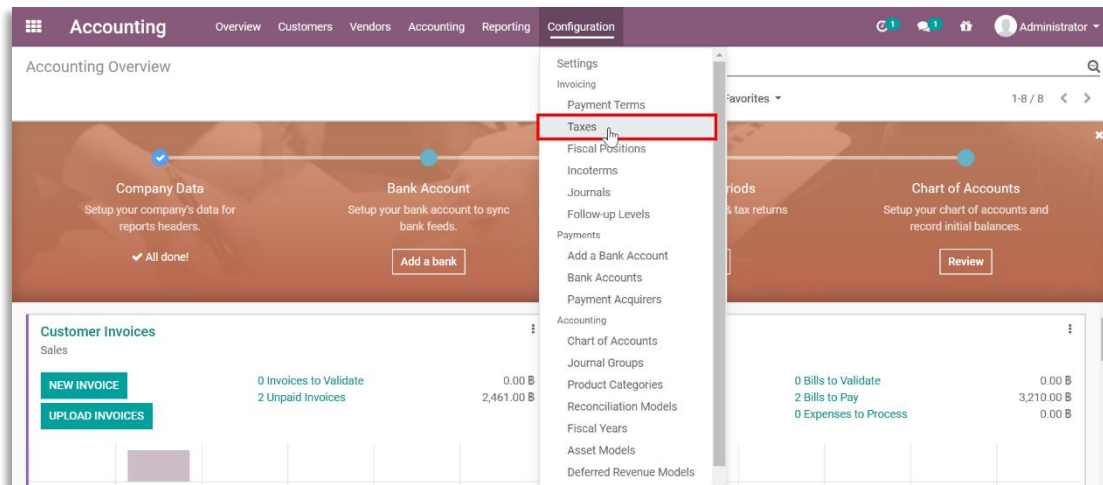 Accounting Overview Customers Vendors Accounting Reporting Configuration 1 1 Administrator
Accounting Overview
Favorites
1-8 / 8
Settings
Invoicing
Payment Terms
Taxes
Fiscal Positions
Incoterms
Journals
Follow-up Levels
Payments
Add a Bank Account
Bank Accounts
Payment Acquirers
Accounting
Chart of Accounts
Journal Groups
Product Categories
Reconciliation Models
Fiscal Years
Asset Models
Deferred Revenue Models
Company Data
Setup your company's data for
reports headers.
All done!
Bank Account
Setup your bank account to sync
bank feeds.
Add a bank
riods
& tax returns
Chart of Accounts
Setup your chart of accounts and
record initial balances.
Review
Customer Invoices
Sales
NEW INVOICE
UPLOAD INVOICES
0 Invoices to Validate 0.00 ฿
2 Unpaid Invoices 2,461.00 ฿
0 Bills to Validate 0.00 ฿
2 Bills to Pay 3,210.00 ฿
0 Expenses to Process 0.00 ฿